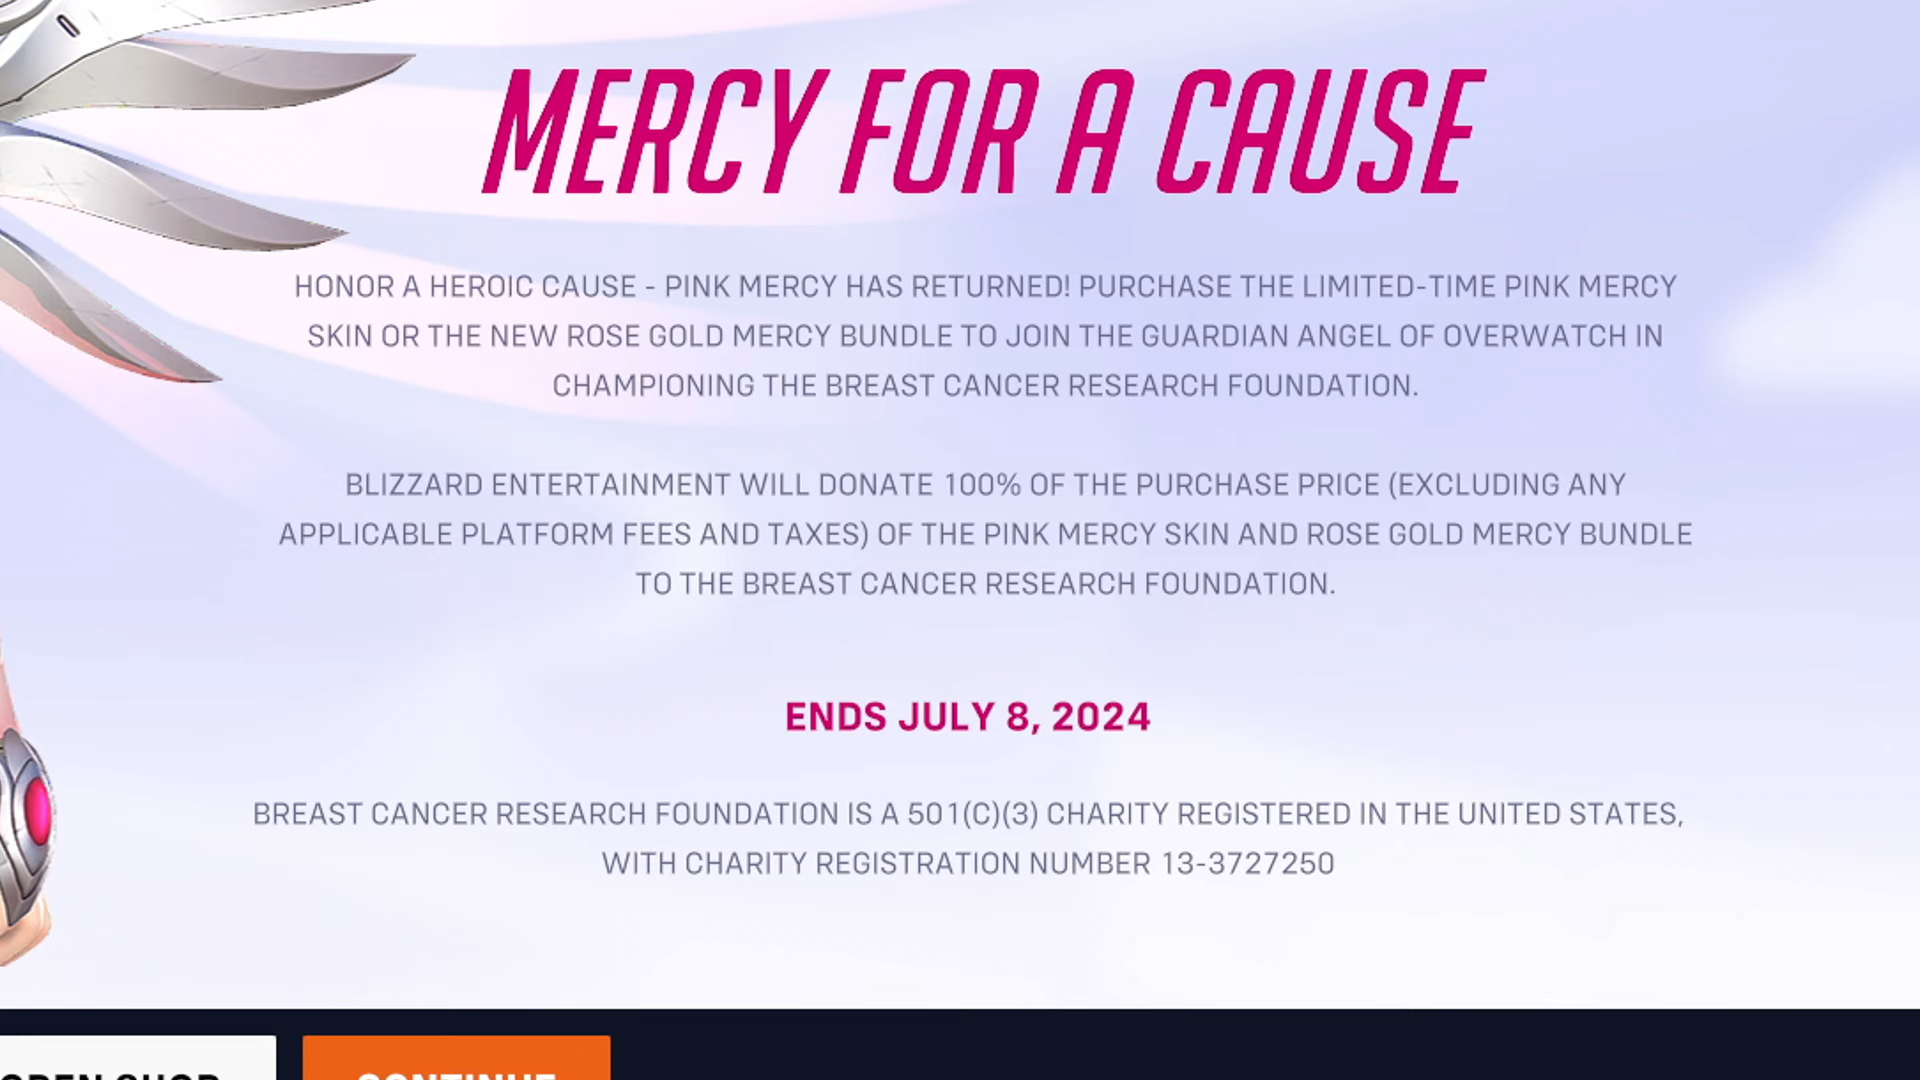 MERCY FOR A CAUSE
HONOR A HEROIC CAUSE - PINK MERCY HAS RETURNED! PURCHASE THE LIMITED-TIME PINK MERCY
SKIN OR THE NEW ROSE GOLD MERCY BUNDLE TO JOIN THE GUARDIAN ANGEL OF OVERWATCH IN
CHAMPIONING THE BREAST CANCER RESEARCH FOUNDATION.
BLIZZARD ENTERTAINMENT WILL DONATE 100% OF THE PURCHASE PRICE (EXCLUDING ANY
APPLICABLE PLATFORM FEES AND TAXES) OF THE PINK MERCY SKIN AND ROSE GOLD MERCY BUNDLE
TO THE BREAST CANCER RESEARCH FOUNDATION.
ENDS JULY 8, 2024
BREAST CANCER RESEARCH FOUNDATION IS A 501(C)(3) CHARITY REGISTERED IN THE UNITED STATES,
WITH CHARITY REGISTRATION NUMBER 13-3727250
OPEN SHOP
CONTINUE